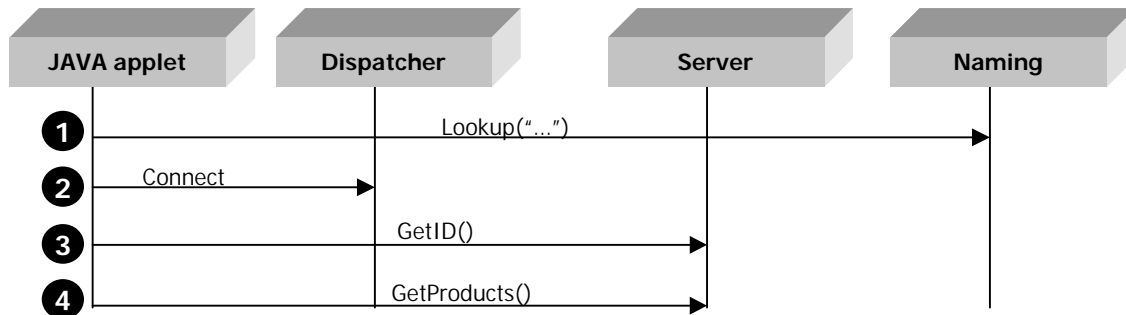 JAVA applet
Dispatcher
Server
Naming
1
Lookup("...")
2
Connect
3
GetID()
4
GetProducts()